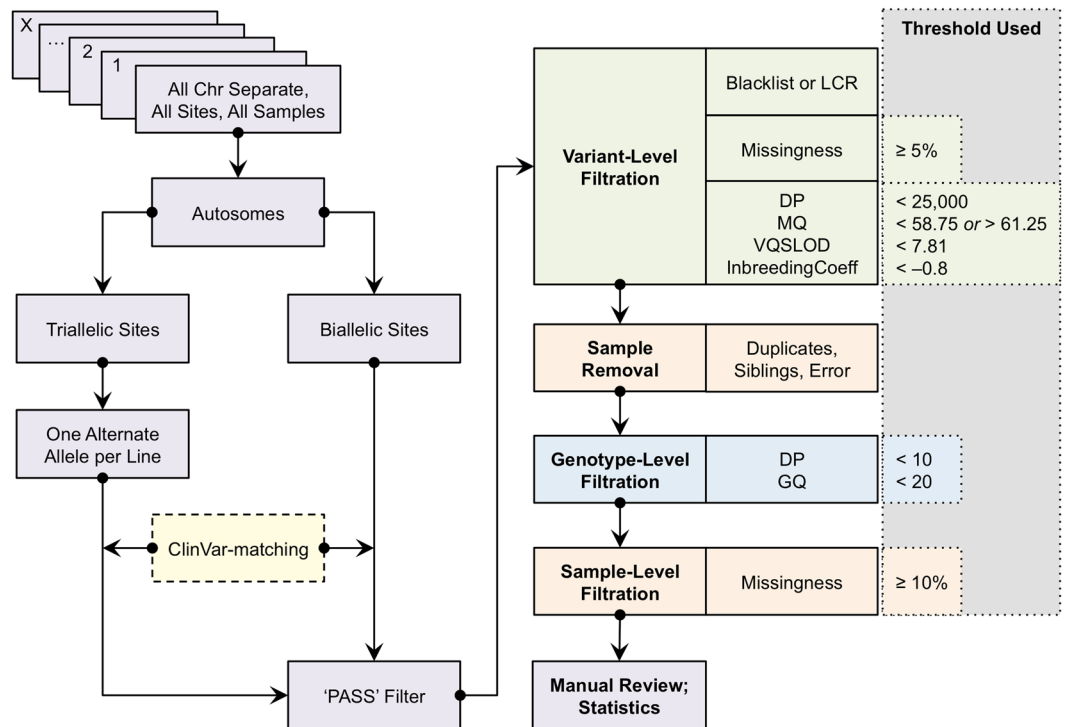 X
...
2
1
All Chr Separate,
All Sites, All Samples
Autosomes
Triallelic Sites
Biallelic Sites
One Alternate
Allele per Line
ClinVar-matching
‘PASS’ Filter
Threshold Used
Variant-Level
Filtration
Blacklist or LCR
Missingness
≥ 5%
DP
MQ
VQSLOD
InbreedingCoeff
< 25,000
< 58.75 or > 61.25
< 7.81
< –0.8
Sample
Removal
Duplicates,
Siblings, Error
Genotype-Level
Filtration
DP
GQ
< 10
< 20
Sample-Level
Filtration
Missingness
≥ 10%
Manual Review;
Statistics